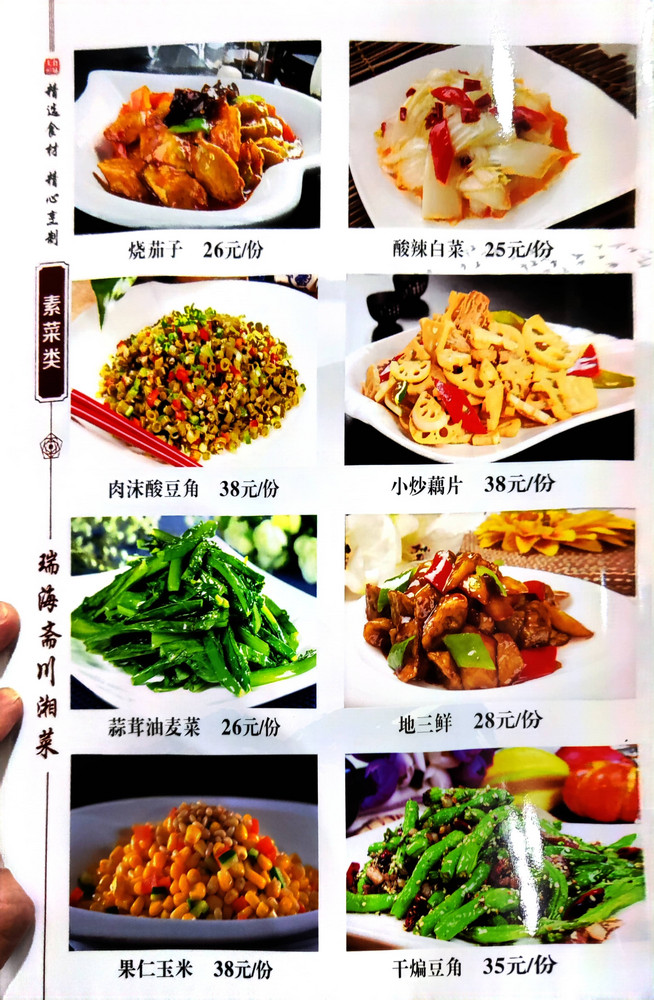 精选食材 精心烹制
素菜类
瑞海斋川湘菜
烧茄子 26元/份
酸辣白菜 25元/份
肉沫酸豆角 38元/份
小炒藕片 38元/份
蒜茸油麦菜 26元/份
地三鲜 28元/份
果仁玉米 38元/份
干煸豆角 35元/份